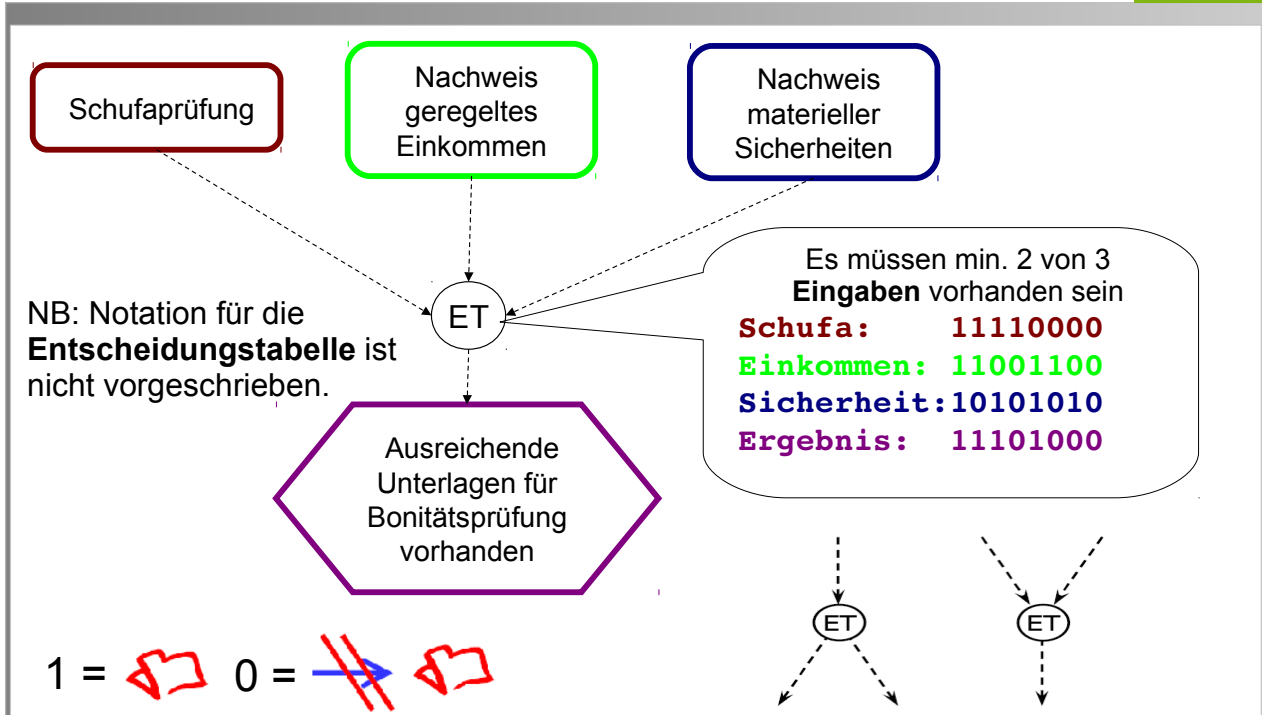 Schufaprüfung
Nachweis
geregeltes
Einkommen
Nachweis
materieller
Sicherheiten
ET
NB: Notation für die
Entscheidungstabelle ist
nicht vorgeschrieben.
Es müssen min. 2 von 3
Eingaben vorhanden sein
Schufa: 11110000
Einkommen: 11001100
Sicherheit:10101010
Ergebnis: 11101000
Ausreichende
Unterlagen für
Bonitätsprüfung
vorhanden
ET
ET
1 = 0 =